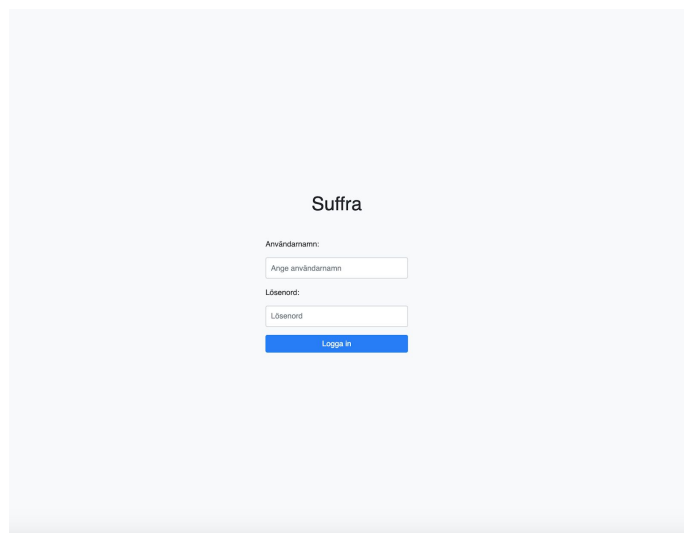 Suffra
Användarnamn:
Ange användarnamn
Lösenord:
Lösenord
Logga in